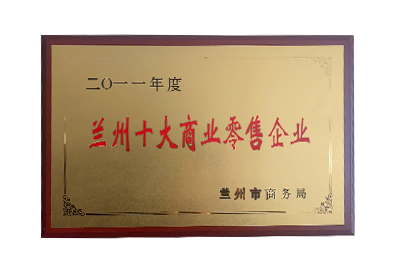 二〇一一年度
兰州十大商业零售企业
兰州市商务局